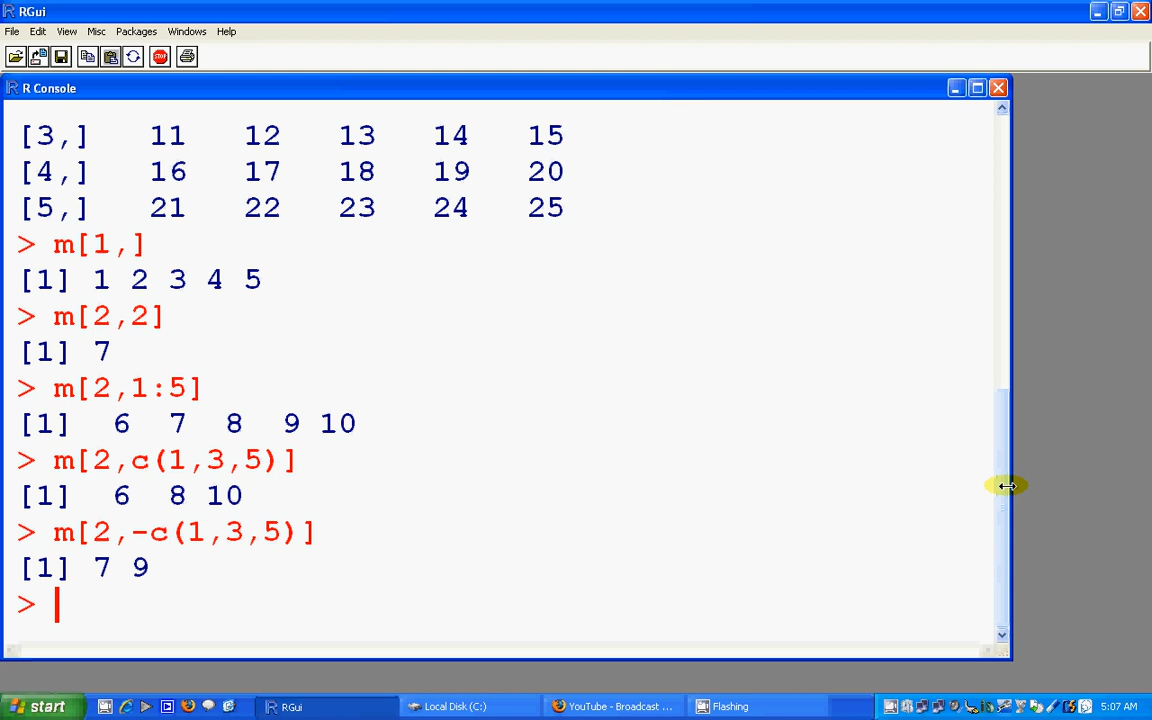 RGui
File Edit View Misc Packages Windows Help
STOP
R Console
[3,] 11 12 13 14 15
[4,] 16 17 18 19 20
[5,] 21 22 23 24 25
> m[1,]
[1] 1 2 3 4 5
> m[2,2]
[1] 7
> m[2,1:5]
[1] 6 7 8 9 10
> m[2,c(1,3,5)]
[1] 6 8 10
> m[2,-c(1,3,5)]
[1] 7 9
>
start RGui Local Disk (C:) YouTube - Broadcast ... Flashing 5:07 AM